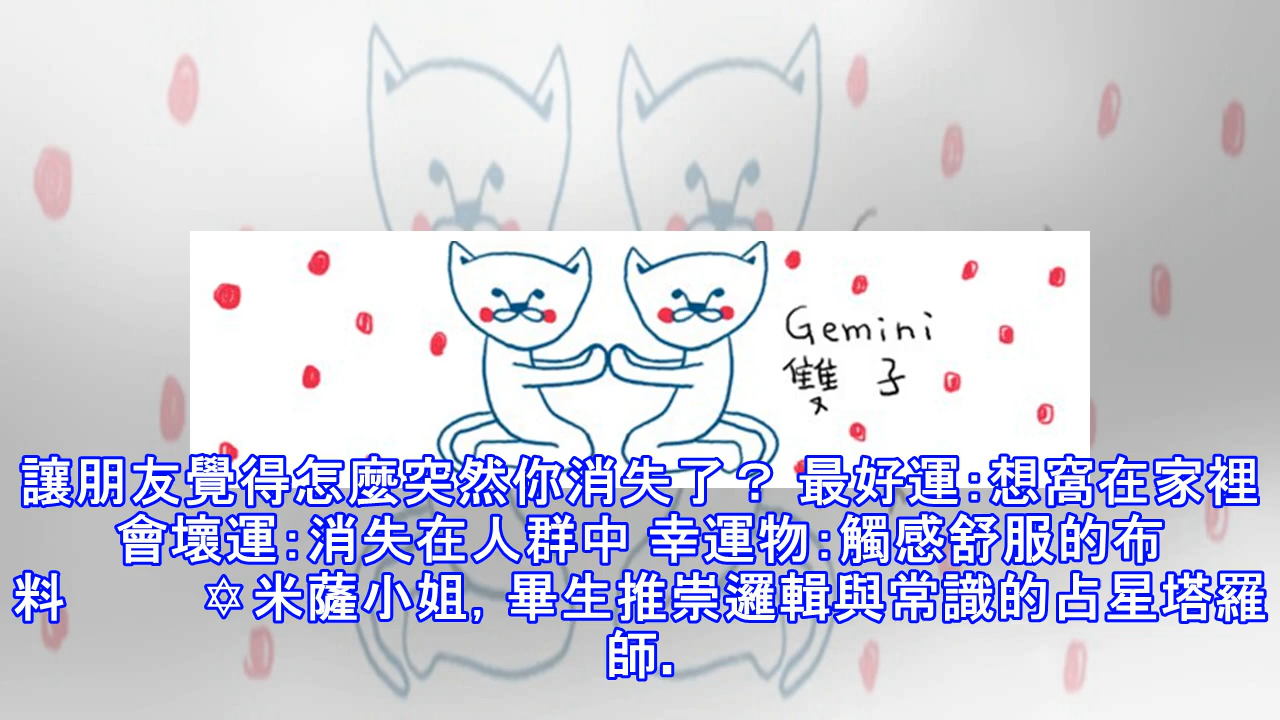 Gemini
雙子
讓朋友覺得怎麼突然你消失了？ 最好運:想窩在家裡
會壞運:消失在人群中 幸運物:觸感舒服的布
料 ✡米薩小姐, 畢生推崇邏輯與常識的占星塔羅
師.